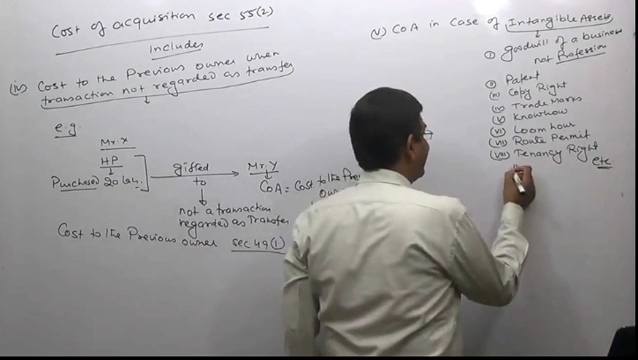 Cost of acquisition sec 55(2)
Includes
(iv) Cost to the Previous owner when
transaction not regarded as transfer
e.g.
Mr. X
HP
Purchased 20 Lakh.
gifted
to
Mr. Y
CoA = Cost to the Pre
own
not a transaction
regarded as Transfer
Cost to the Previous owner sec 49(1)
(v) CoA in Case of Intangible Assets
(i) goodwill of a business
not Profession
(ii) Patent
(iii) Copy Right
(iv) Trade Marks
(v) Knowhow
(vi) Loom hour
(vii) Route Permit
(viii) Tenancy Right etc